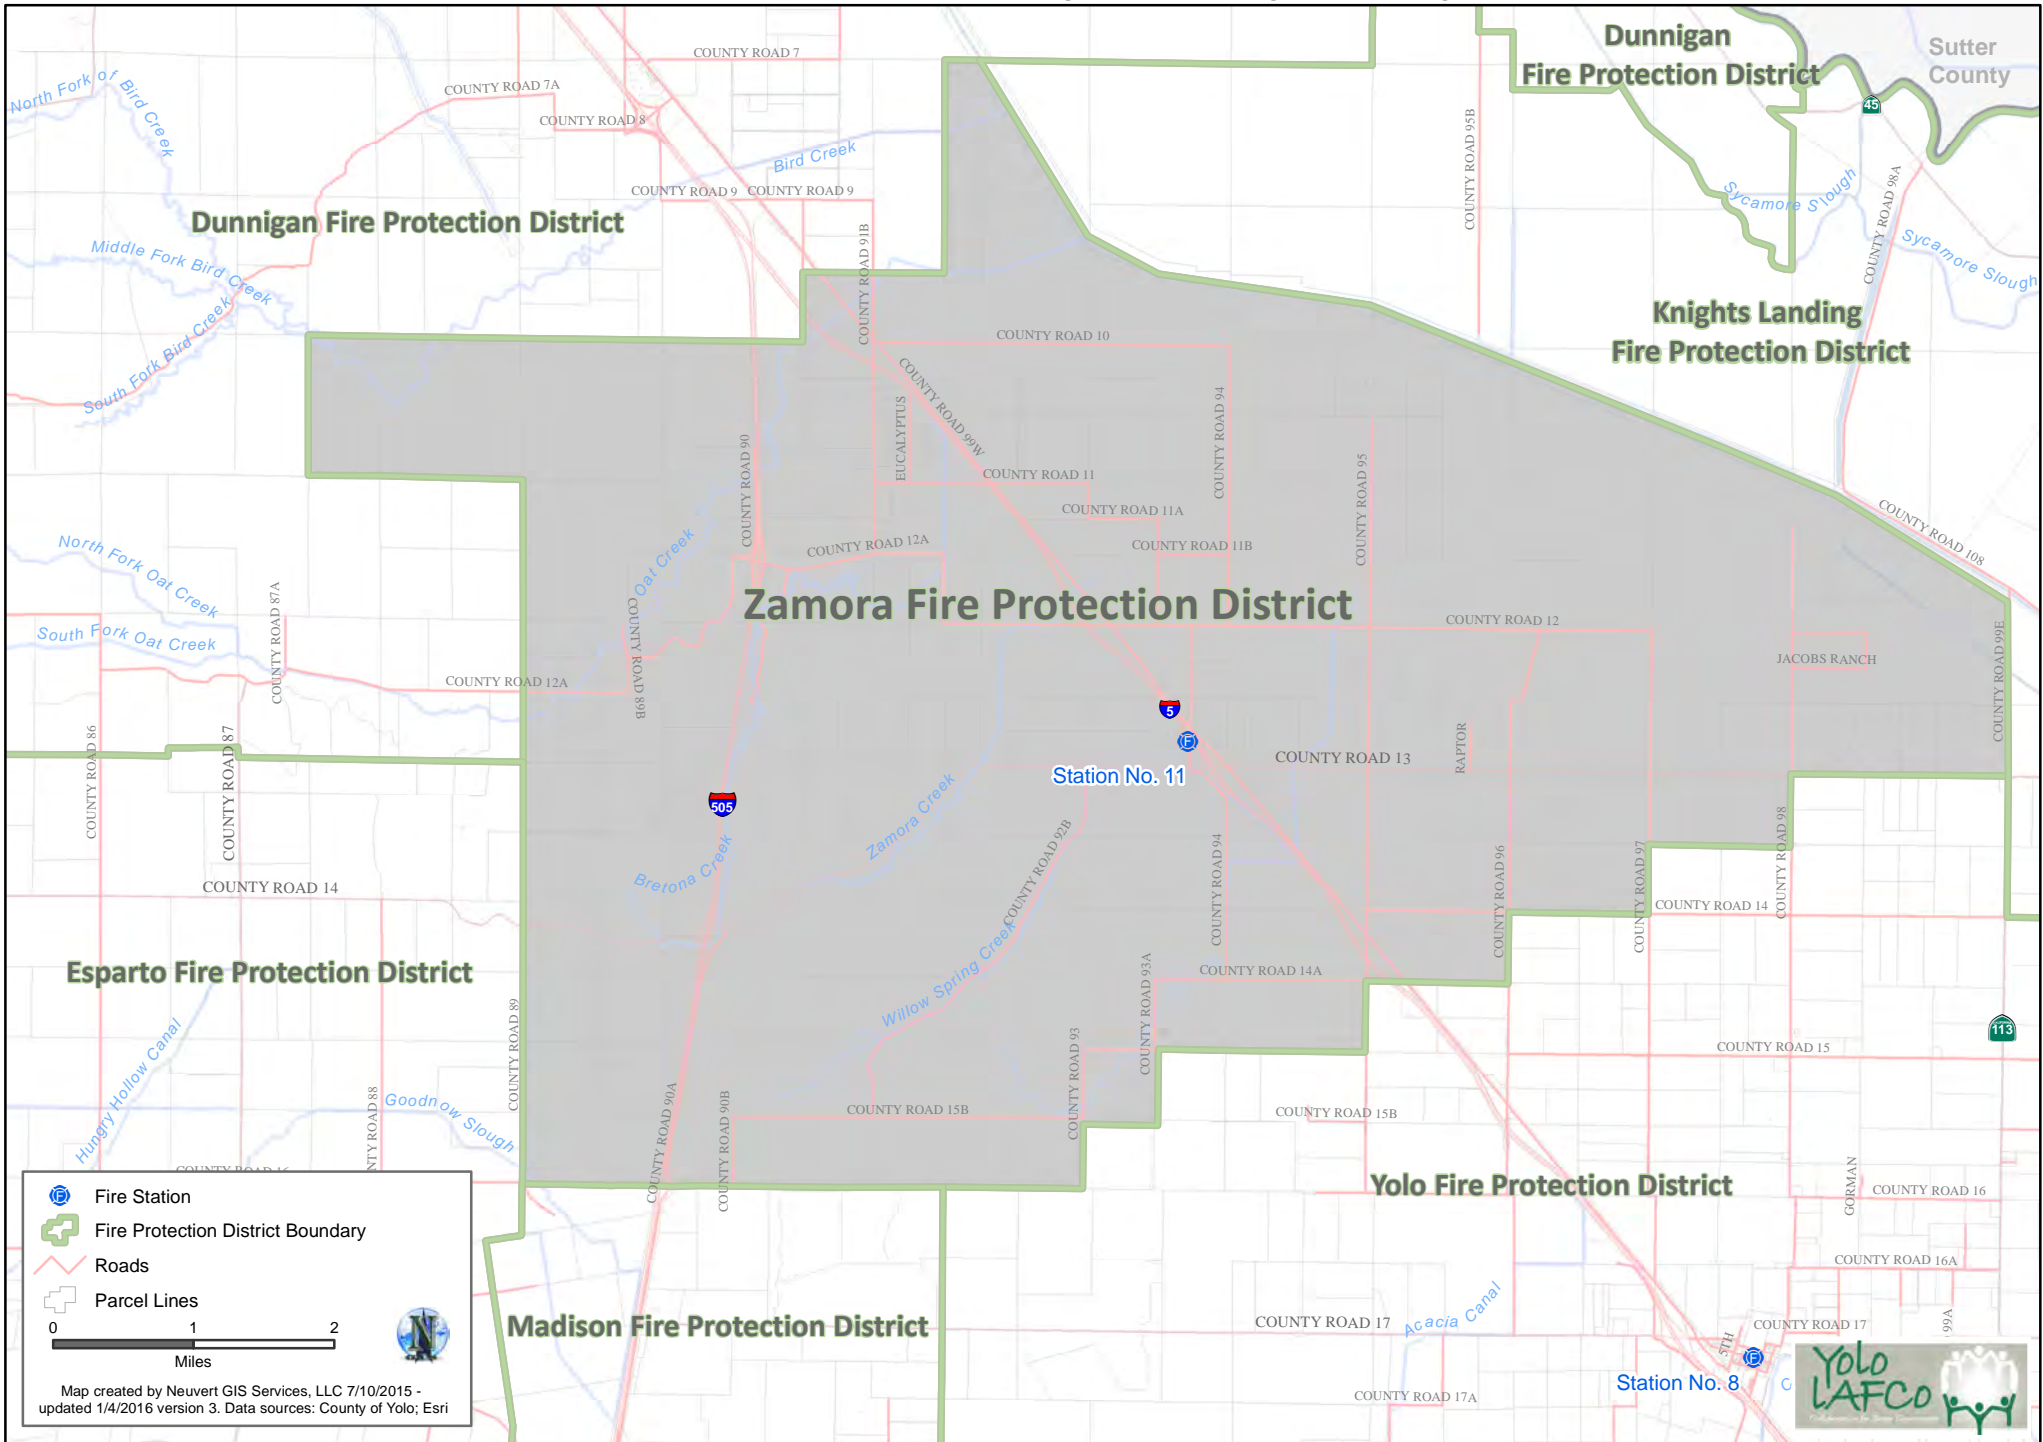 COUNTY ROAD 7
Dunnigan
Fire Protection District
Sutter
County
North Fork of Bird Creek
COUNTY ROAD 7A
COUNTY ROAD 8
45
COUNTY ROAD 95B
Bird Creek
COUNTY ROAD 9
COUNTY ROAD 9
Sycamore Slough
COUNTY ROAD 98A
Dunnigan Fire Protection District
Middle Fork Bird Creek
COUNTY ROAD 91B
Sycamore Slough
South Fork Bird Creek
Knights Landing
Fire Protection District
COUNTY ROAD 10
COUNTY ROAD 99W
EUCALYPTUS
COUNTY ROAD 94
COUNTY ROAD 90
COUNTY ROAD 11
COUNTY ROAD 95
COUNTY ROAD 11A
COUNTY ROAD 108
North Fork Oat Creek
Oat Creek
COUNTY ROAD 12A
COUNTY ROAD 11B
COUNTY ROAD 87A
Zamora Fire Protection District
South Fork Oat Creek
COUNTY ROAD 89B
COUNTY ROAD 12
COUNTY ROAD 99E
JACOBS RANCH
COUNTY ROAD 12A
5
COUNTY ROAD 86
COUNTY ROAD 87
F
RAPTOR
COUNTY ROAD 13
Station No. 11
505
Zamora Creek
COUNTY ROAD 92B
Bretona Creek
COUNTY ROAD 94
COUNTY ROAD 96
COUNTY ROAD 97
COUNTY ROAD 98
COUNTY ROAD 14
COUNTY ROAD 14
Esparto Fire Protection District
Willow Spring Creek
COUNTY ROAD 93A
COUNTY ROAD 14A
COUNTY ROAD 89
Hungry Hollow Canal
COUNTY ROAD 93
113
COUNTY ROAD 15
NTY ROAD 88
Goodnow Slough
COUNTY ROAD 90A
COUNTY ROAD 90B
COUNTY ROAD 15B
COUNTY ROAD 15B
COUNTY ROAD 16
Yolo Fire Protection District
GORMAN
COUNTY ROAD 16
COUNTY ROAD 16A
F
Fire Station
Fire Protection District Boundary
Roads
Parcel Lines
0 1 2
Miles
N
Map created by Neuvert GIS Services, LLC 7/10/2015 -
updated 1/4/2016 version 3. Data sources: County of Yolo; Esri
Madison Fire Protection District
COUNTY ROAD 17
Acacia Canal
5TH
COUNTY ROAD 17
99A
F
Station No. 8
C
COUNTY ROAD 17A
YOLO
LAFCO